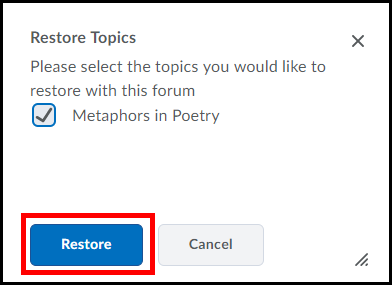 Restore Topics
Please select the topics you would like to
restore with this forum
Metaphors in Poetry
Restore
Cancel